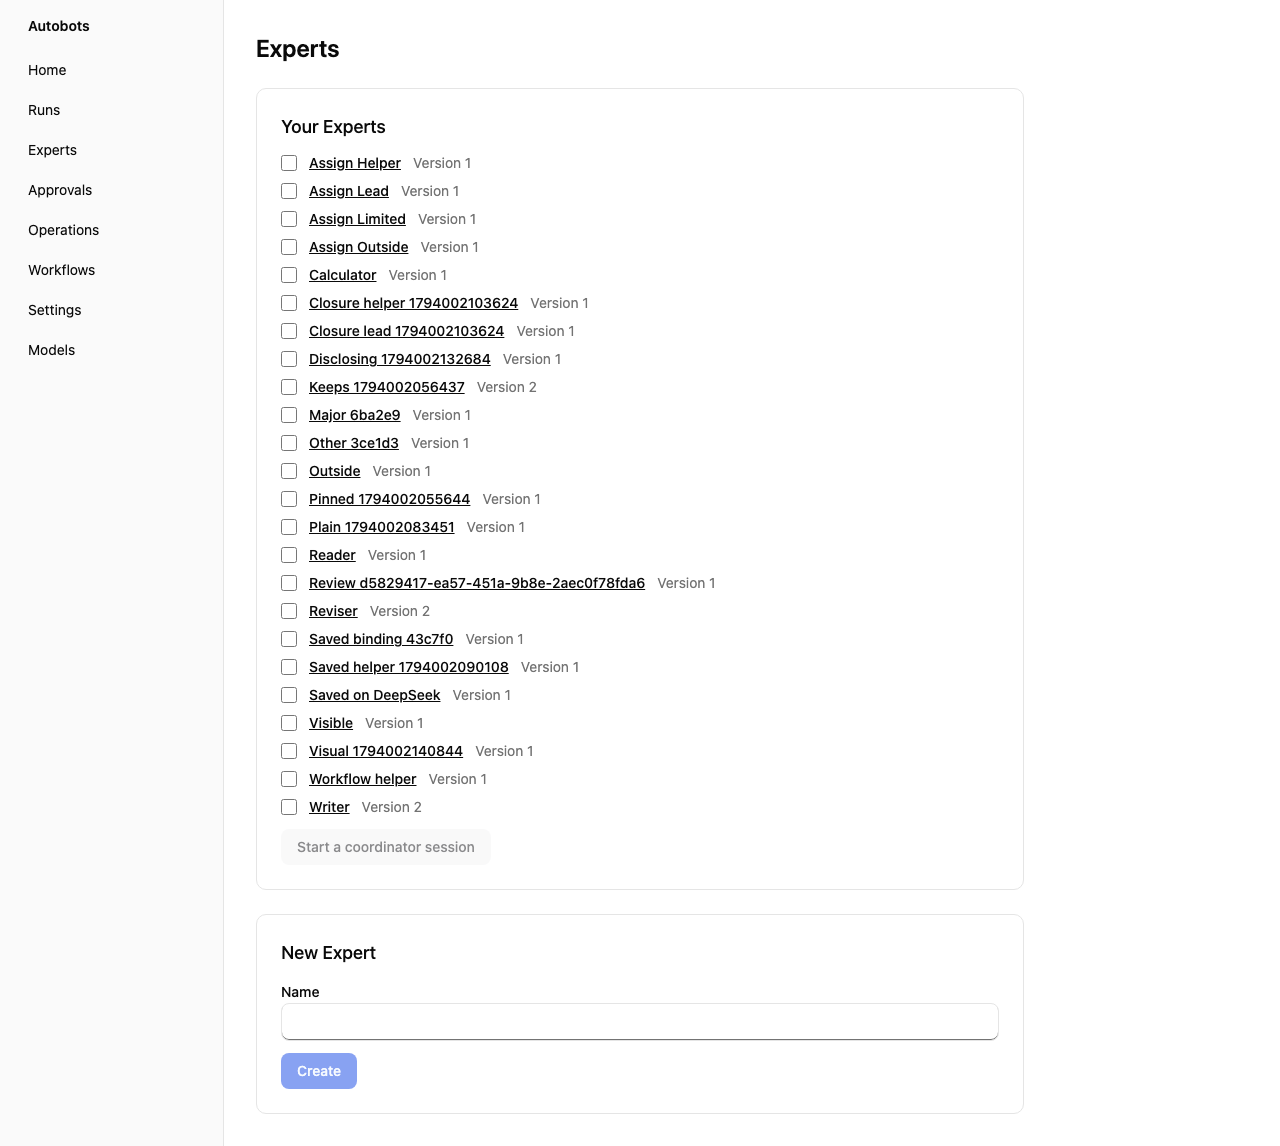 Autobots
Home
Runs
Experts
Approvals
Operations
Workflows
Settings
Models
Experts
Your Experts
Assign Helper Version 1
Assign Lead Version 1
Assign Limited Version 1
Assign Outside Version 1
Calculator Version 1
Closure helper 1794002103624 Version 1
Closure lead 1794002103624 Version 1
Disclosing 1794002132684 Version 1
Keeps 1794002056437 Version 2
Major 6ba2e9 Version 1
Other 3ce1d3 Version 1
Outside Version 1
Pinned 1794002055644 Version 1
Plain 1794002083451 Version 1
Reader Version 1
Review d5829417-ea57-451a-9b8e-2aec0f78fda6 Version 1
Reviser Version 2
Saved binding 43c7f0 Version 1
Saved helper 1794002090108 Version 1
Saved on DeepSeek Version 1
Visible Version 1
Visual 1794002140844 Version 1
Workflow helper Version 1
Writer Version 2
Start a coordinator session
New Expert
Name
Create